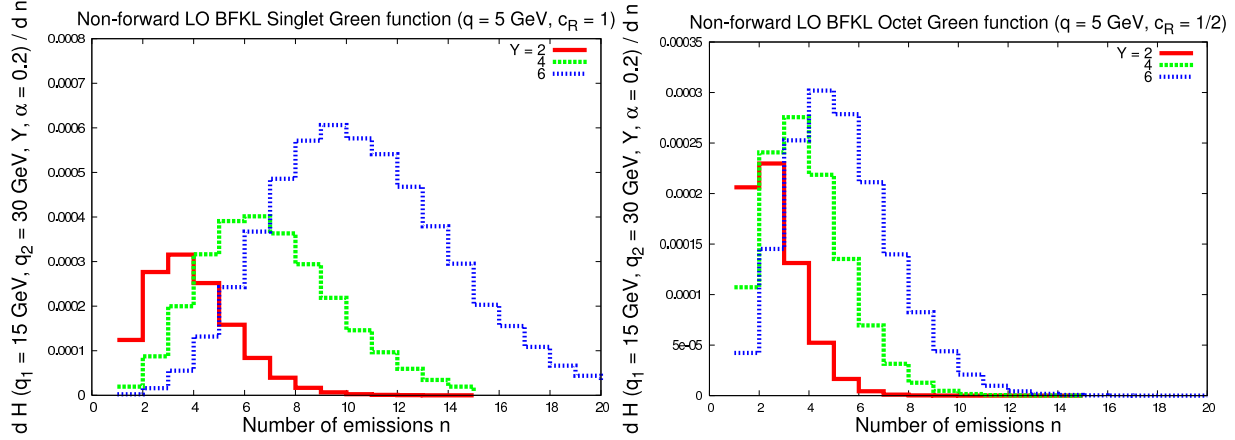 Non-forward LO BFKL Singlet Green function (q = 5 GeV, c_R = 1)
d H (q_1 = 15 GeV, q_2 = 30 GeV, Y, α = 0.2) / d n
0.0008
0.0007
0.0006
0.0005
0.0004
0.0003
0.0002
0.0001
0
Y = 2
4
6
0 2 4 6 8 10 12 14 16 18 20
Number of emissions n
Non-forward LO BFKL Octet Green function (q = 5 GeV, c_R = 1/2)
d H (q_1 = 15 GeV, q_2 = 30 GeV, Y, α = 0.2) / d n
0.00035
0.0003
0.00025
0.0002
0.00015
0.0001
5e-05
0
Y = 2
4
6
0 2 4 6 8 10 12 14 16 18 20
Number of emissions n